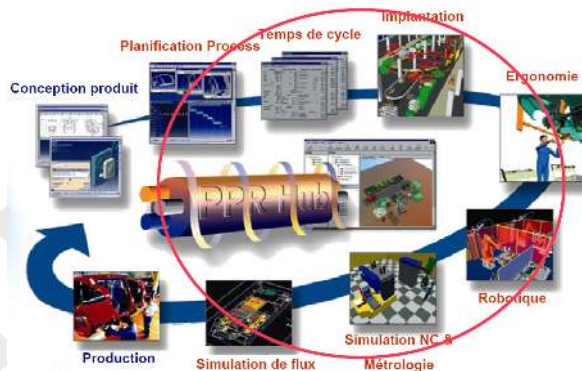 Implantation
Temps de cycle
Planification Process
Ergonomie
Conception produit
PPR Hub
Robotique
Simulation NC &
Métrologie
Simulation de flux
Production